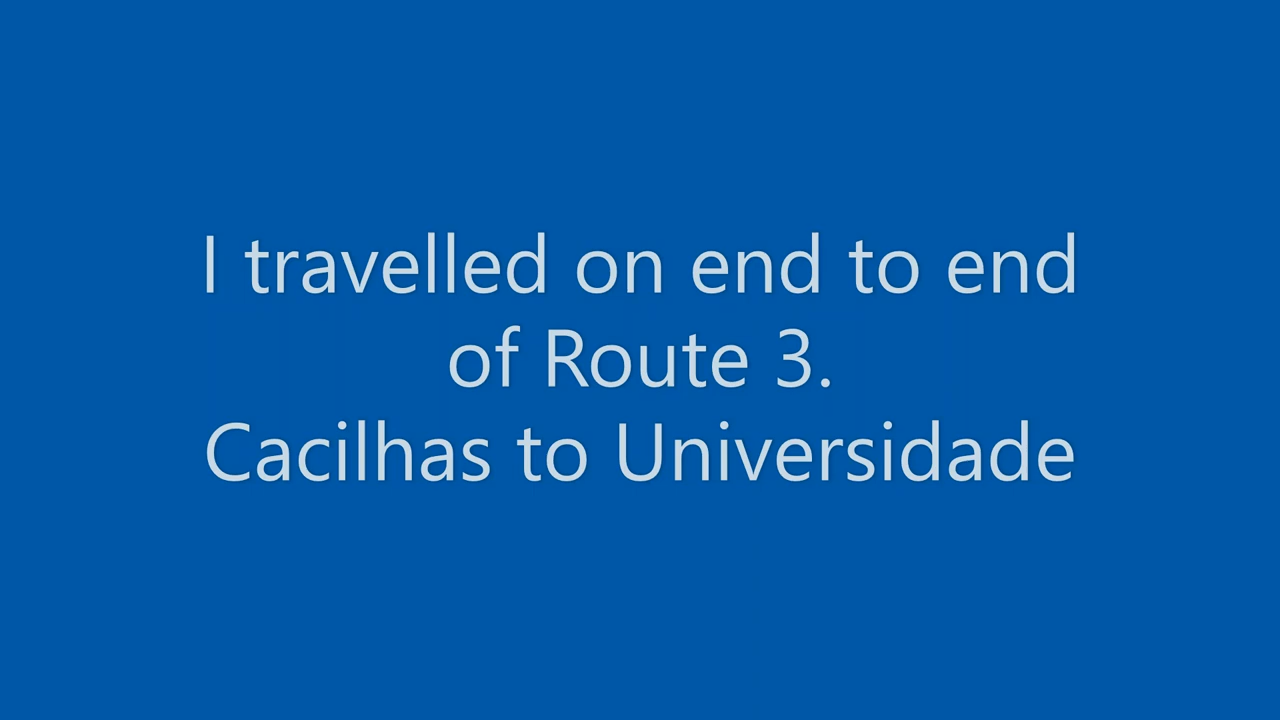 I travelled on end to end
of Route 3.
Cacilhas to Universidade